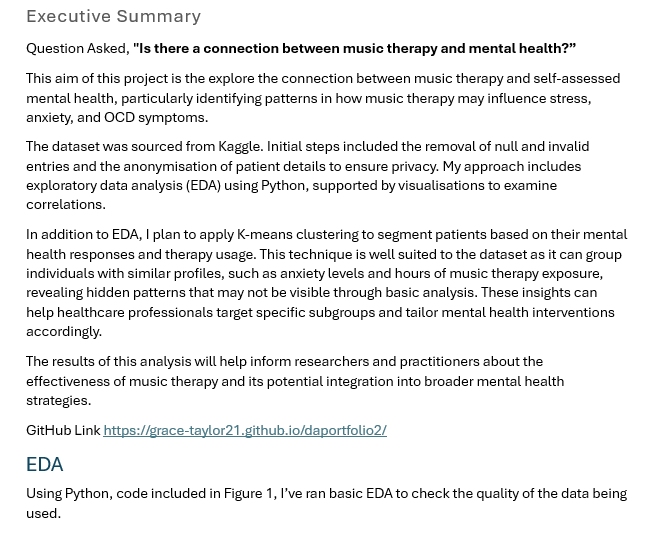 Executive Summary
Question Asked, "Is there a connection between music therapy and mental health?”
This aim of this project is the explore the connection between music therapy and self-assessed
mental health, particularly identifying patterns in how music therapy may influence stress,
anxiety, and OCD symptoms.
The dataset was sourced from Kaggle. Initial steps included the removal of null and invalid
entries and the anonymisation of patient details to ensure privacy. My approach includes
exploratory data analysis (EDA) using Python, supported by visualisations to examine
correlations.
In addition to EDA, I plan to apply K-means clustering to segment patients based on their mental
health responses and therapy usage. This technique is well suited to the dataset as it can group
individuals with similar profiles, such as anxiety levels and hours of music therapy exposure,
revealing hidden patterns that may not be visible through basic analysis. These insights can
help healthcare professionals target specific subgroups and tailor mental health interventions
accordingly.
The results of this analysis will help inform researchers and practitioners about the
effectiveness of music therapy and its potential integration into broader mental health
strategies.
GitHub Link https://grace-taylor21.github.io/daportfolio2/
EDA
Using Python, code included in Figure 1, I’ve ran basic EDA to check the quality of the data being
used.